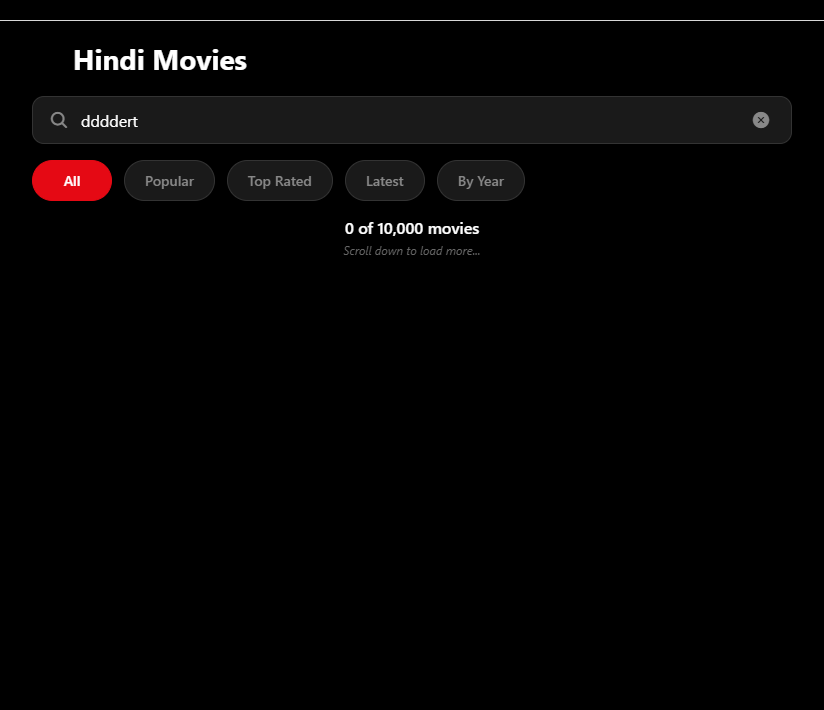 Hindi Movies
ddddert
All Popular Top Rated Latest By Year
0 of 10,000 movies
Scroll down to load more...